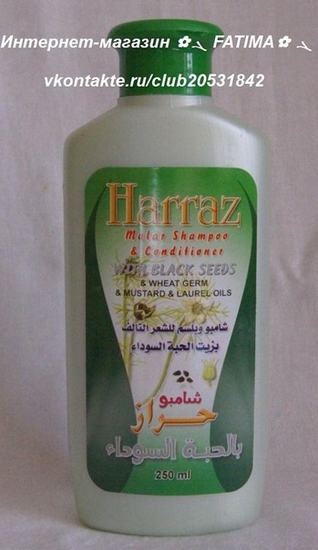 Интернет-магазин ✿◟ FATIMA✿ ◟
vkontakte.ru/club20531842
Harraz
Molar Shampoo
& Conditioner
WITH BLACK SEEDS
& WHEAT GERM
& MUSTARD & LAUREL OILS
شامبو وبلسم للشعر التالف
بزيت الحبة السوداء
شامبو
حراز
بالحبة السوداء
250 ml